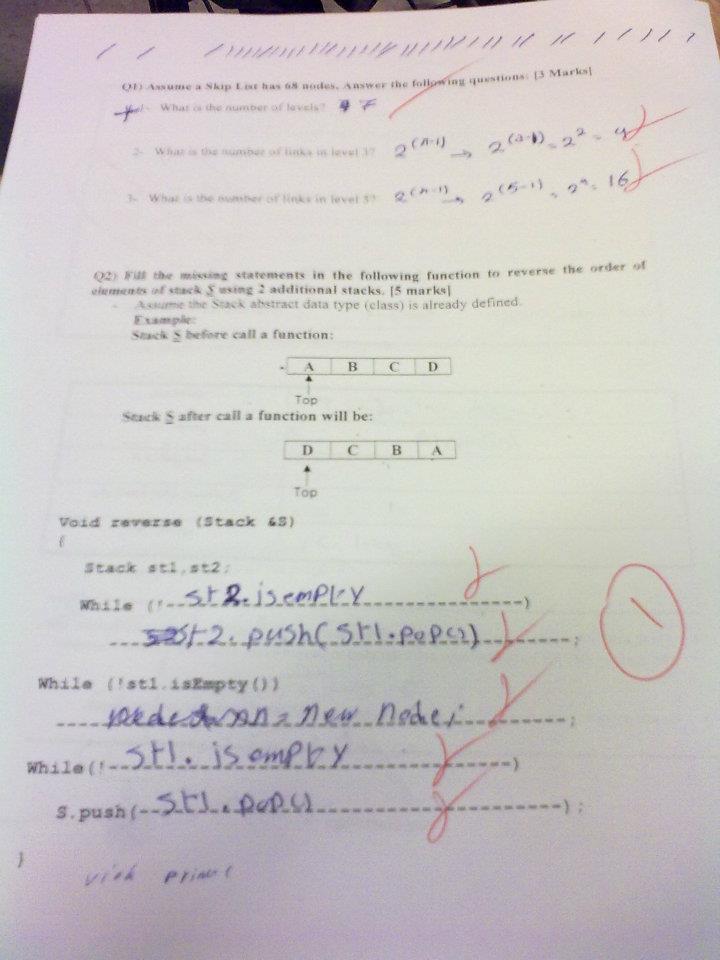 Q1) Assume a Skip List has 68 nodes. Answer the following questions: [3 Marks]
1- What is the number of levels? 7
2- What is the number of links in level 3? 2^(n-1) → 2^(3-1) = 2^2 = 4
3- What is the number of links in level 5? 2^(n-1) → 2^(5-1) = 2^4 = 16
Q2) Fill the missing statements in the following function to reverse the order of
elements of stack S using 2 additional stacks. [5 marks]
- Assume the Stack abstract data type (class) is already defined.
Example:
Stack S before call a function:
A B C D
Top
Stack S after call a function will be:
D C B A
Top
Void reverse (Stack &S)
{
Stack st1,st2;
While (! st2.isempty )
st2.push(st1.pop()) ;
While (!st1.isEmpty())
nn = new node; ;
While(! st1.isempty )
S.push( st1.pop() );
}
1